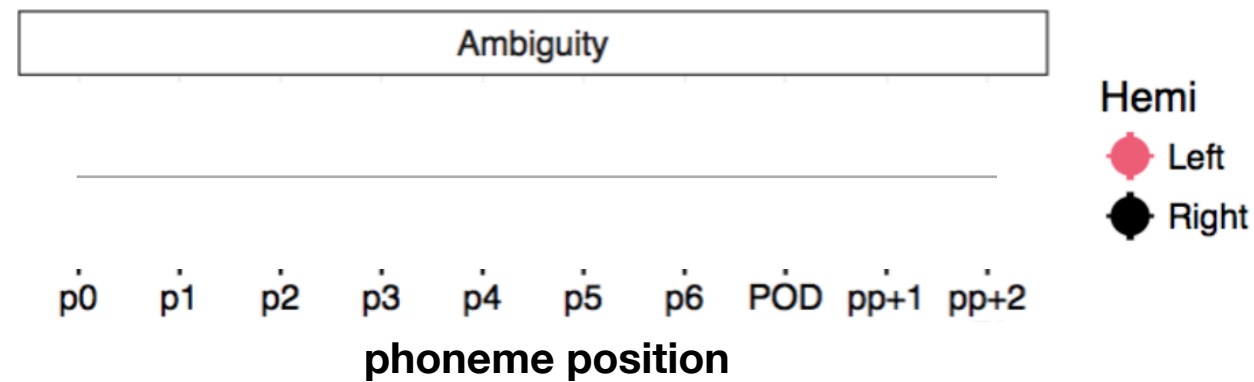 Ambiguity
Hemi
Left
Right
p0 p1 p2 p3 p4 p5 p6 POD pp+1 pp+2
phoneme position